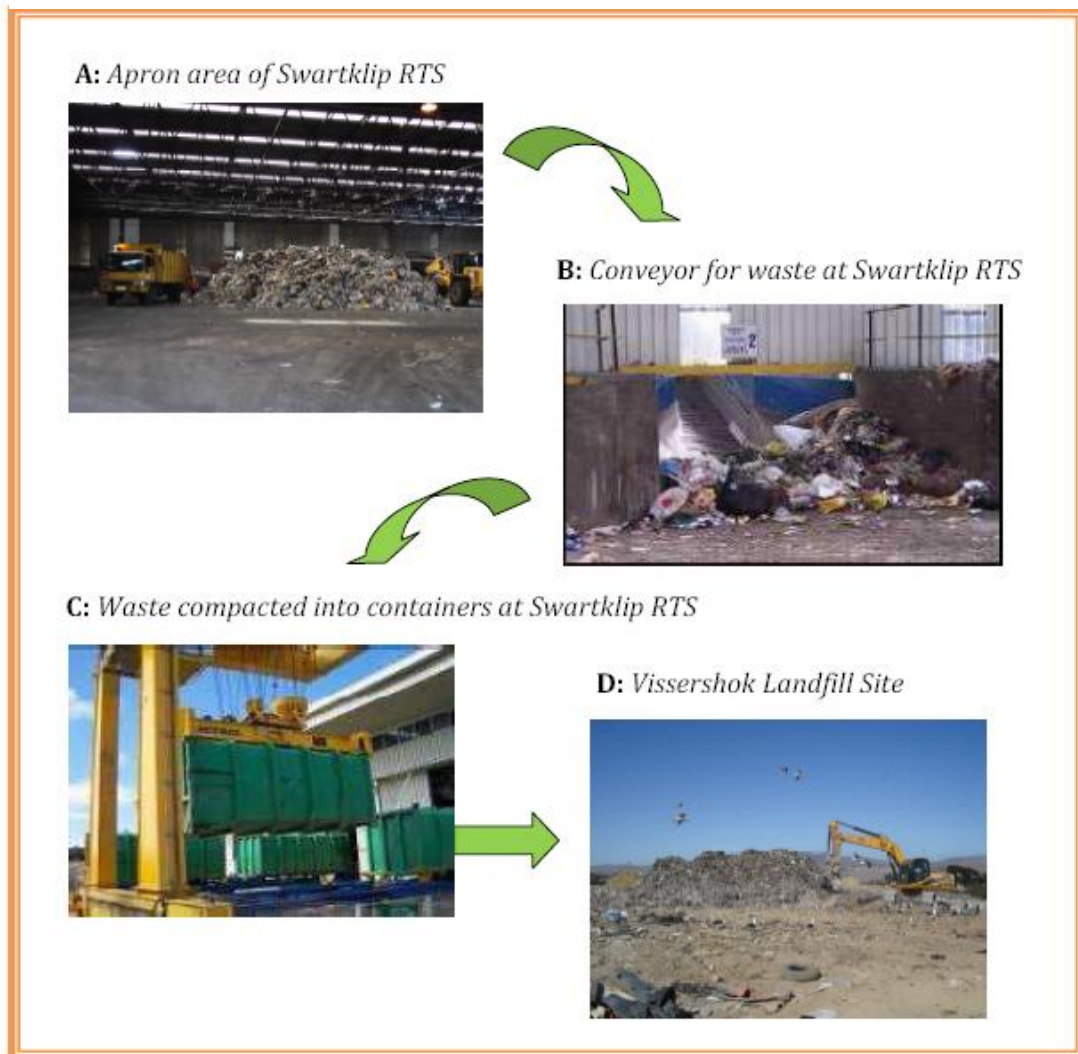 A: Apron area of Swartklip RTS
B: Conveyor for waste at Swartklip RTS
2
C: Waste compacted into containers at Swartklip RTS
D: Vissershok Landfill Site